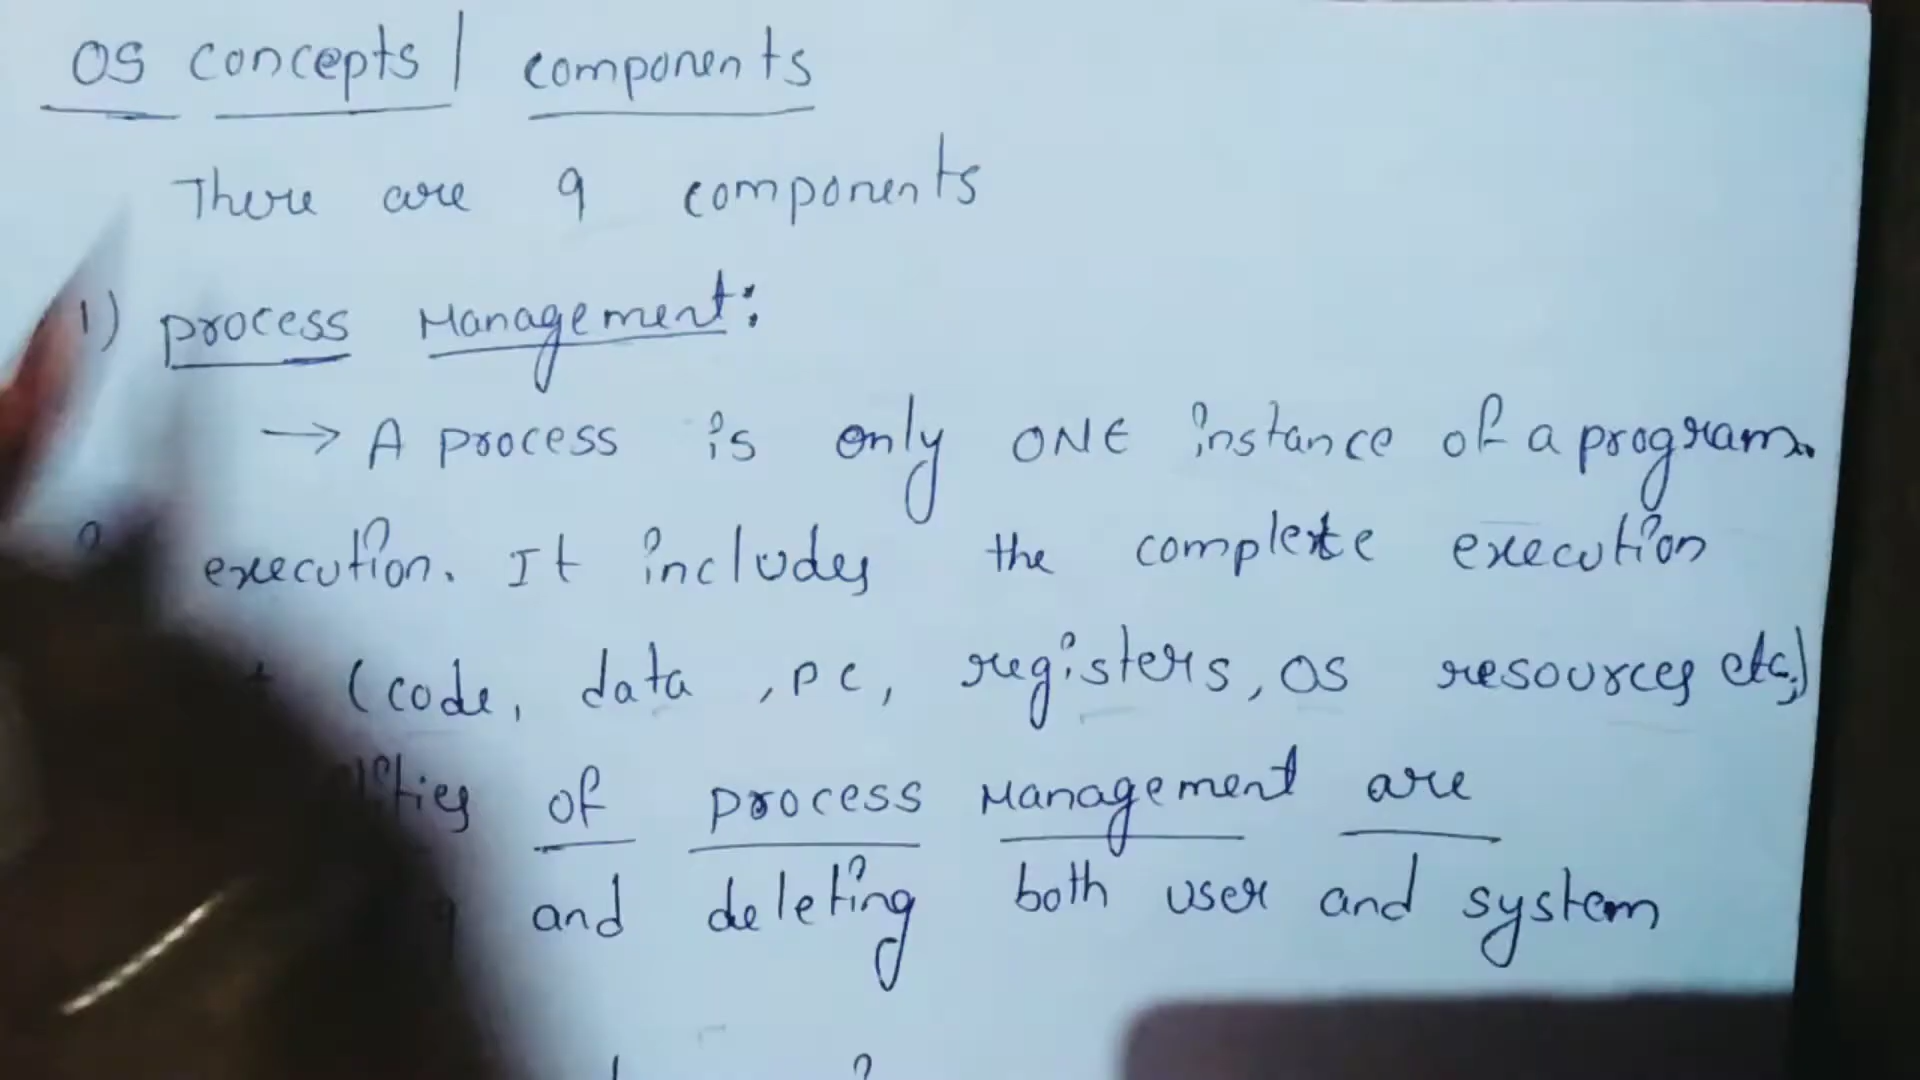 OS concepts / components
There are 9 components
1) process Management:
→ A process is only ONE instance of a program.
execution. It includes the complete execution
(code, data, pc, registers, OS resources etc.)
of process Management are
and deleting both user and system